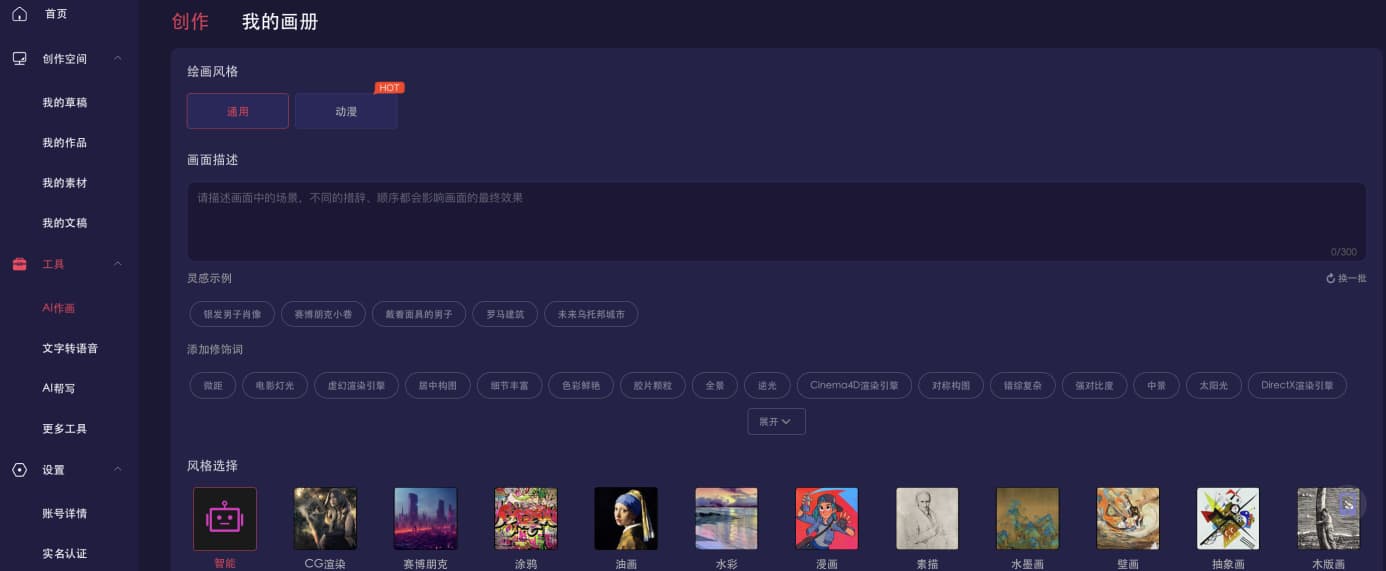 首页
创作空间
我的草稿
我的作品
我的素材
我的文稿
工具
AI作画
文字转语音
AI帮写
更多工具
设置
账号详情
实名认证
创作 我的画册
绘画风格
通用 动漫 HOT
画面描述
请描述画面中的场景，不同的措辞、顺序都会影响画面的最终效果
0/300
灵感示例 换一批
银发男子肖像 赛博朋克小巷 戴着面具的男子 罗马建筑 未来乌托邦城市
添加修饰词
微距 电影灯光 虚幻渲染引擎 居中构图 细节丰富 色彩鲜艳 胶片颗粒 全景 逆光 Cinema4D渲染引擎 对称构图 错综复杂 强对比度 中景 太阳光 DirectX渲染引擎
展开
风格选择
智能 CG渲染 赛博朋克 涂鸦 油画 水彩 漫画 素描 水墨画 壁画 抽象画 木版画